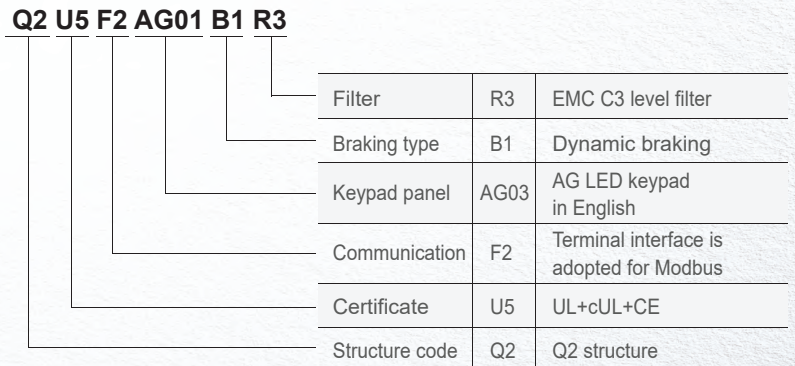 Q2 U5 F2 AG01 B1 R3
Filter R3 EMC C3 level filter
Braking type B1 Dynamic braking
Keypad panel AG03 AG LED keypad
in English
Communication F2 Terminal interface is
adopted for Modbus
Certificate U5 UL+cUL+CE
Structure code Q2 Q2 structure